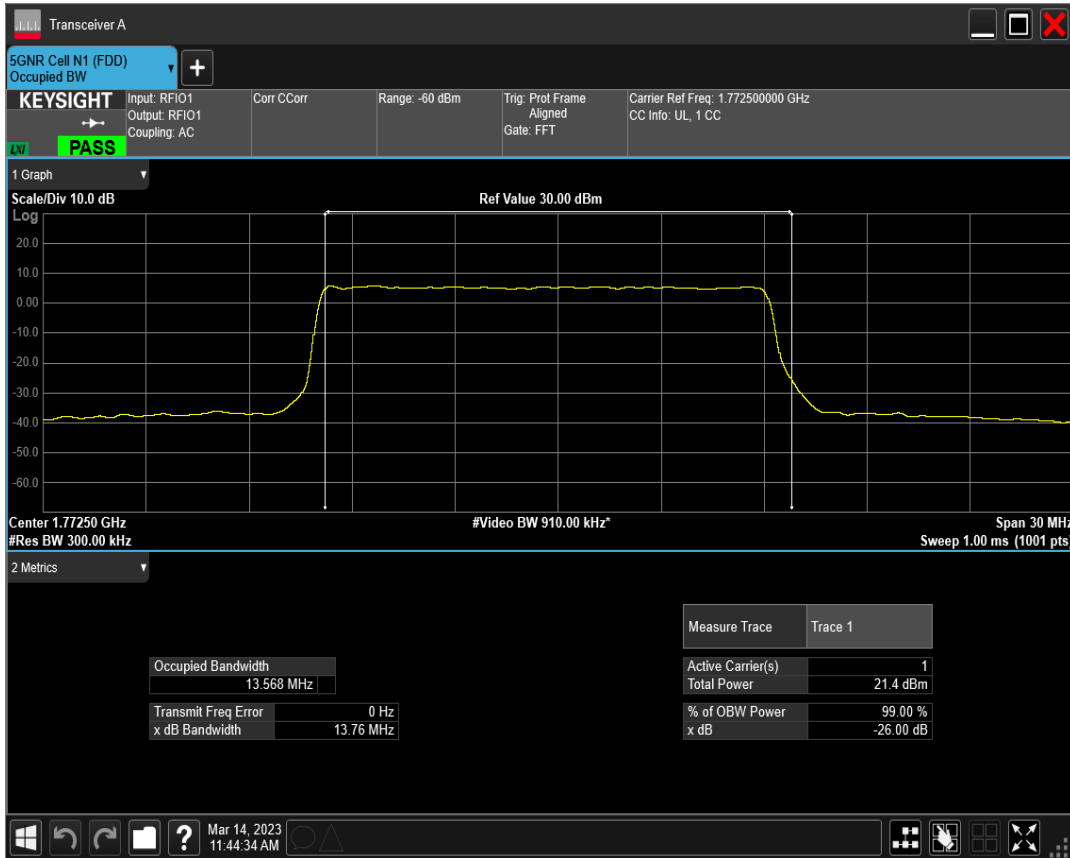 Transceiver A
5GNR Cell N1 (FDD)
Occupied BW
+
KEYSIGHT
LXI
PASS
Input: RFIO1
Output: RFIO1
Coupling: AC
Corr CCorr
Range: -60 dBm
Trig: Prot Frame
Aligned
Gate: FFT
Carrier Ref Freq: 1.772500000 GHz
CC Info: UL, 1 CC
1 Graph
Scale/Div 10.0 dB
Ref Value 30.00 dBm
Log
20.0
10.0
0.00
-10.0
-20.0
-30.0
-40.0
-50.0
-60.0
Center 1.77250 GHz
#Video BW 910.00 kHz*
Span 30 MHz
#Res BW 300.00 kHz
Sweep 1.00 ms (1001 pts)
2 Metrics
Measure Trace Trace 1
Occupied Bandwidth
13.568 MHz
Active Carrier(s) 1
Total Power 21.4 dBm
Transmit Freq Error 0 Hz
x dB Bandwidth 13.76 MHz
% of OBW Power 99.00 %
x dB -26.00 dB
?
Mar 14, 2023
11:44:34 AM